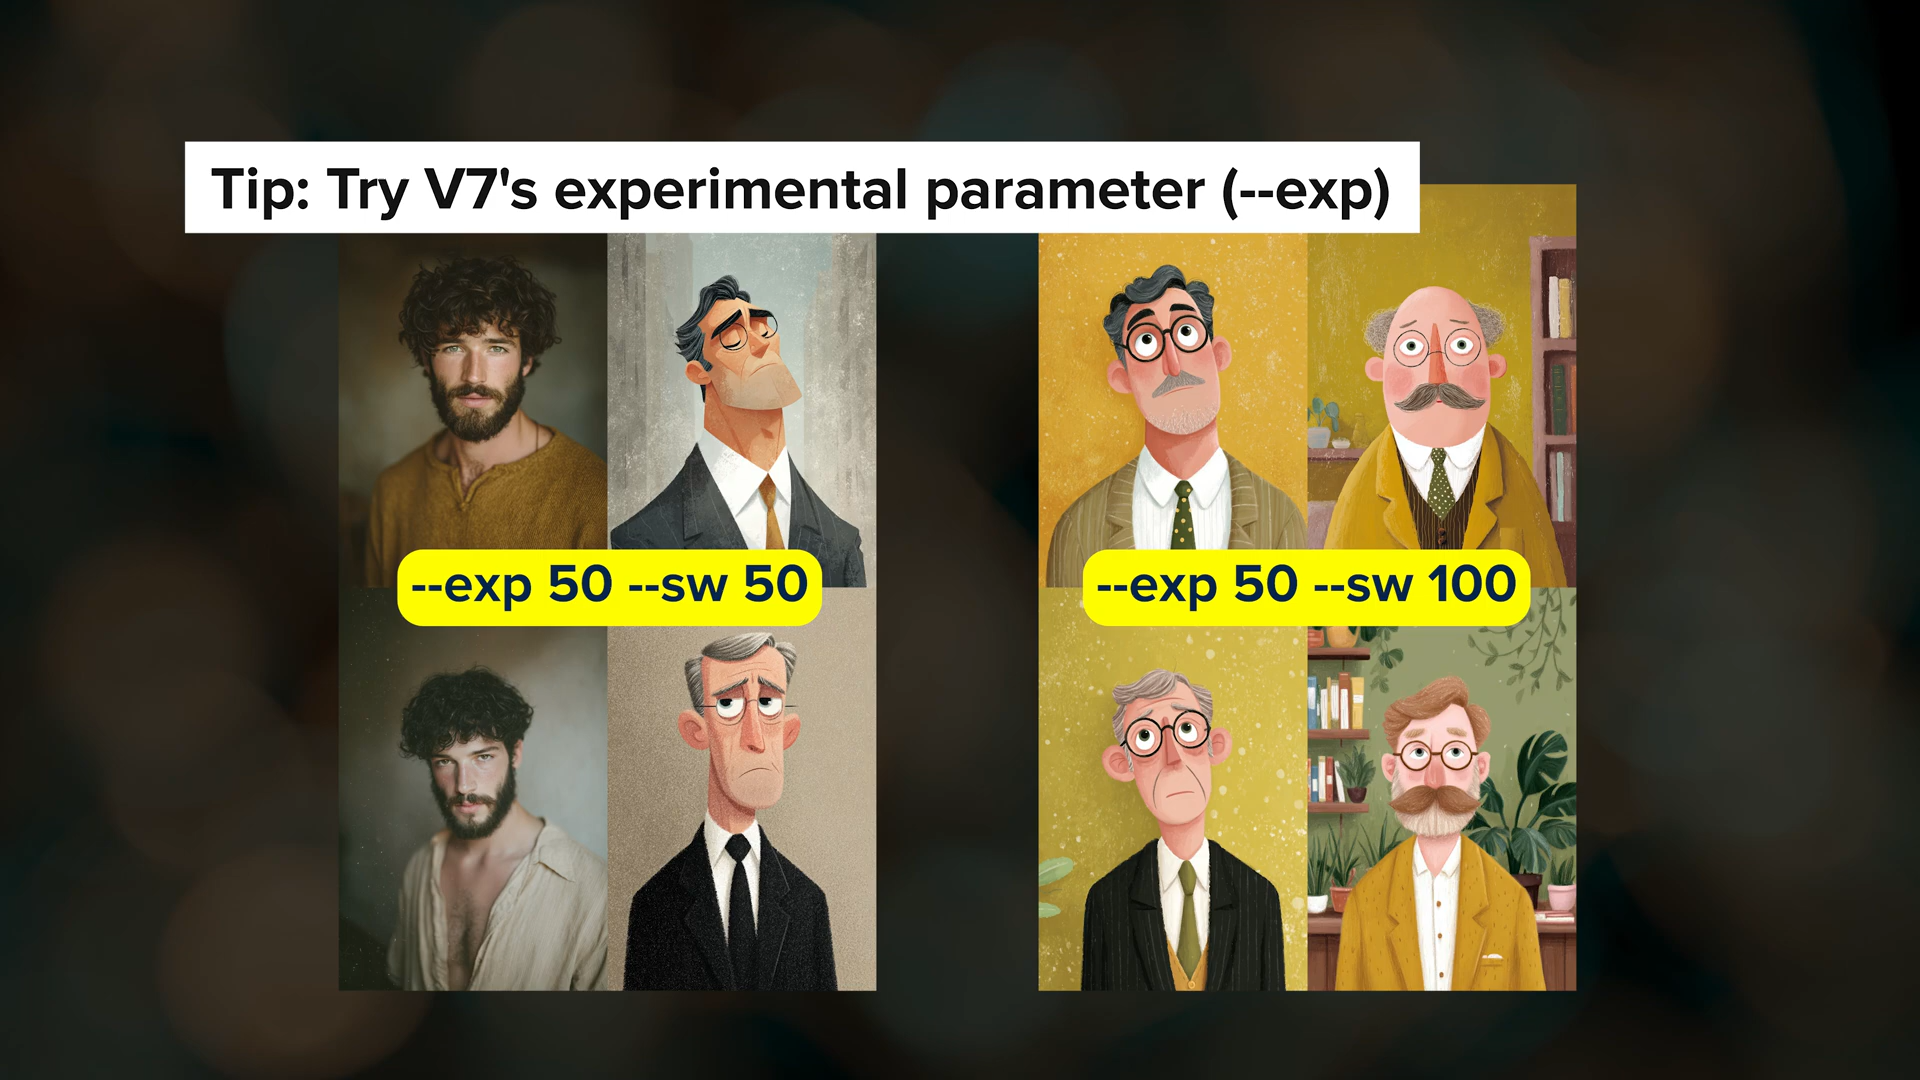 Tip: Try V7's experimental parameter (--exp)
--exp 50 --sw 50
--exp 50 --sw 100